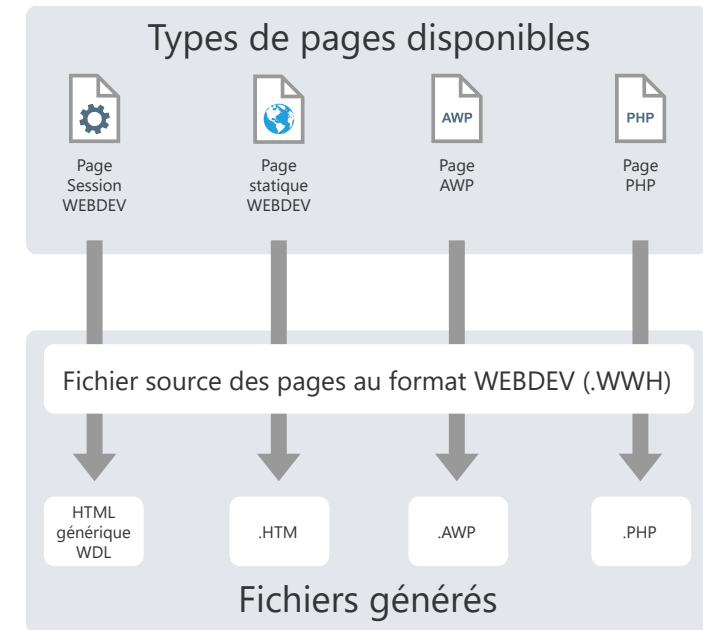 Types de pages disponibles
AWP
PHP
Page
Session
WEBDEV
Page
statique
WEBDEV
Page
AWP
Page
PHP
Fichier source des pages au format WEBDEV (.WWH)
HTML
générique
WDL
.HTM
.AWP
.PHP
Fichiers générés